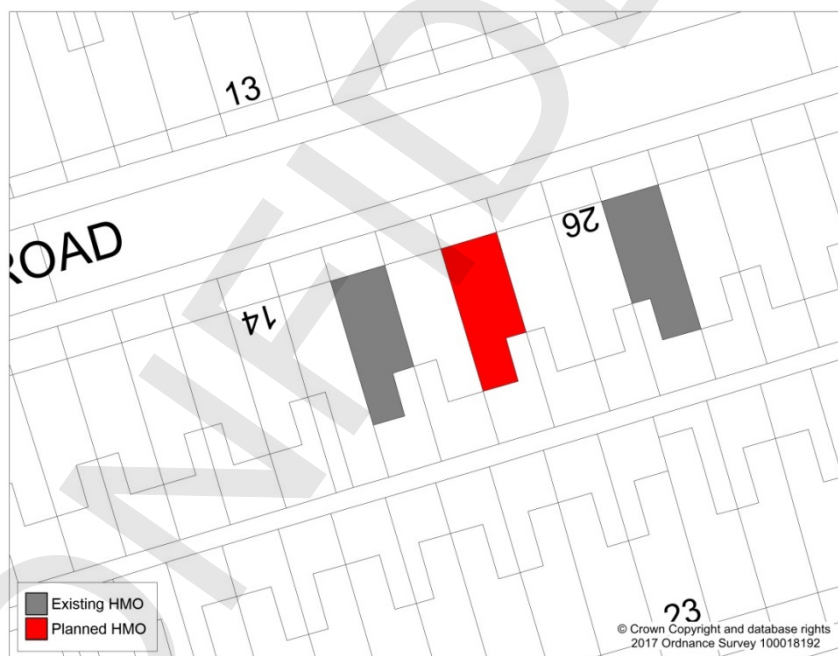 13
ROAD
26
14
23
Existing HMO
Planned HMO
© Crown Copyright and database rights
2017 Ordnance Survey 100018192